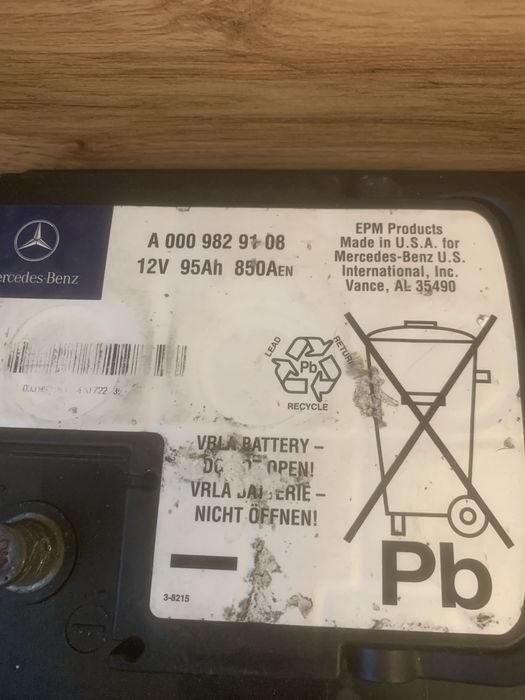 Mercedes-Benz
A 000 982 91 08
12V 95Ah 850AEN
EPM Products
Made in U.S.A. for
Mercedes-Benz U.S.
International, Inc.
Vance, AL 35490
LEAD
RETURN
Pb
RECYCLE
VRLA BATTERY –
OPEN!
VRLA –
NICHT ÖFFNEN!
Pb
3-8215